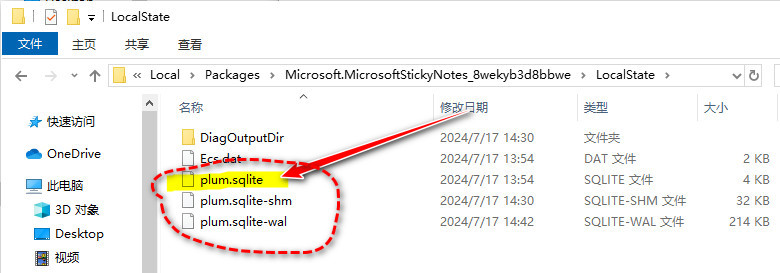 LocalState
文件 主页 共享 查看
Local Packages Microsoft.MicrosoftStickyNotes_8wekyb3d8bbwe LocalState
名称 修改日期 类型 大小
快速访问
OneDrive
此电脑
3D 对象
Desktop
视频
DiagOutputDir 2024/7/17 14:30 文件夹
Ecs.dat 2024/7/17 13:54 DAT 文件 2 KB
plum.sqlite 2024/7/17 13:54 SQLITE 文件 4 KB
plum.sqlite-shm 2024/7/17 14:30 SQLITE-SHM 文件 32 KB
plum.sqlite-wal 2024/7/17 14:42 SQLITE-WAL 文件 214 KB